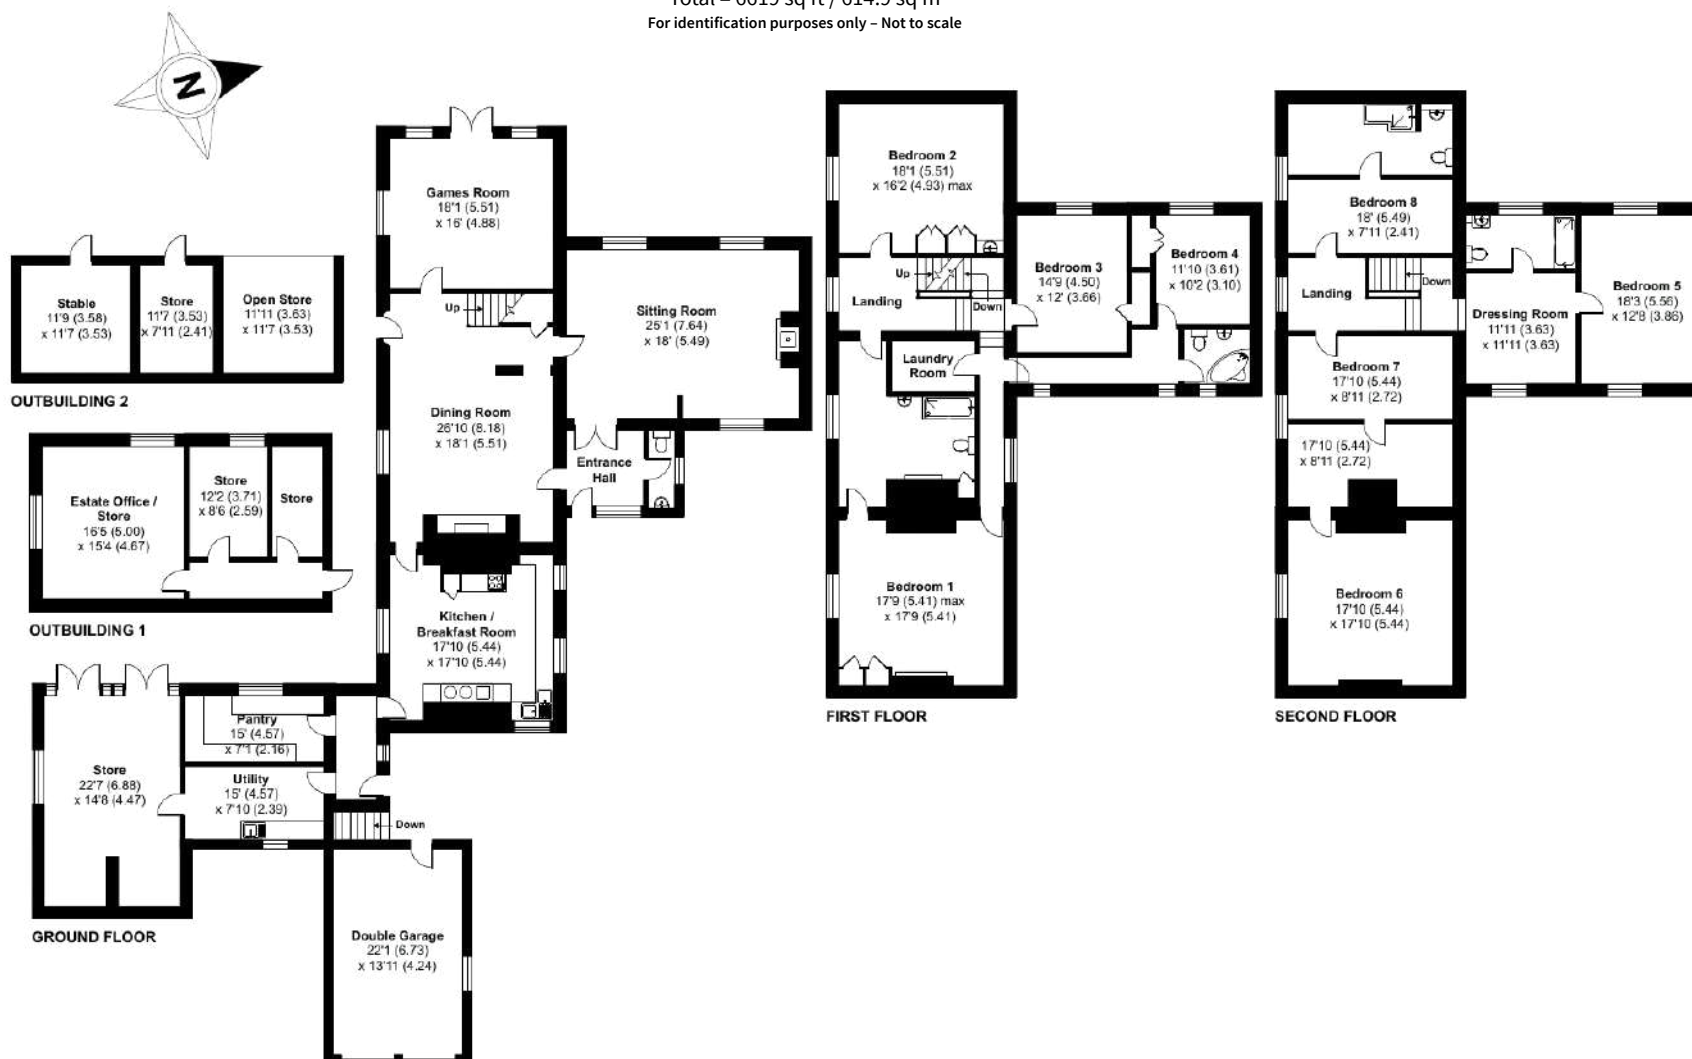 Total = 6619 sq ft / 614.9 sq m
For identification purposes only – Not to scale
N
Games Room
18'1 (5.51)
x 16' (4.88)
Up
Sitting Room
25'1 (7.64)
x 18' (5.49)
Dining Room
26'10 (8.18)
x 18'1 (5.51)
Entrance
Hall
Kitchen /
Breakfast Room
17'10 (5.44)
x 17'10 (5.44)
Stable
11'9 (3.58)
x 11'7 (3.53)
Store
11'7 (3.53)
x 7'11 (2.41)
Open Store
11'11 (3.63)
x 11'7 (3.53)
OUTBUILDING 2
Estate Office /
Store
16'5 (5.00)
x 15'4 (4.67)
Store
12'2 (3.71)
x 8'6 (2.59)
Store
OUTBUILDING 1
Pantry
15' (4.57)
x 7'1 (2.16)
Store
22'7 (6.88)
x 14'8 (4.47)
Utility
15' (4.57)
x 7'10 (2.39)
Down
Double Garage
22'1 (6.73)
x 13'11 (4.24)
GROUND FLOOR
Bedroom 2
18'1 (5.51)
x 16'2 (4.93) max
Up
Landing
Down
Bedroom 3
14'9 (4.50)
x 12' (3.66)
Bedroom 4
11'10 (3.61)
x 10'2 (3.10)
Laundry
Room
Bedroom 1
17'9 (5.41) max
x 17'9 (5.41)
FIRST FLOOR
Bedroom 8
18' (5.49)
x 7'11 (2.41)
Landing
Down
Dressing Room
11'11 (3.63)
x 11'11 (3.63)
Bedroom 5
18'3 (5.56)
x 12'8 (3.86)
Bedroom 7
17'10 (5.44)
x 8'11 (2.72)
17'10 (5.44)
x 8'11 (2.72)
Bedroom 6
17'10 (5.44)
x 17'10 (5.44)
SECOND FLOOR